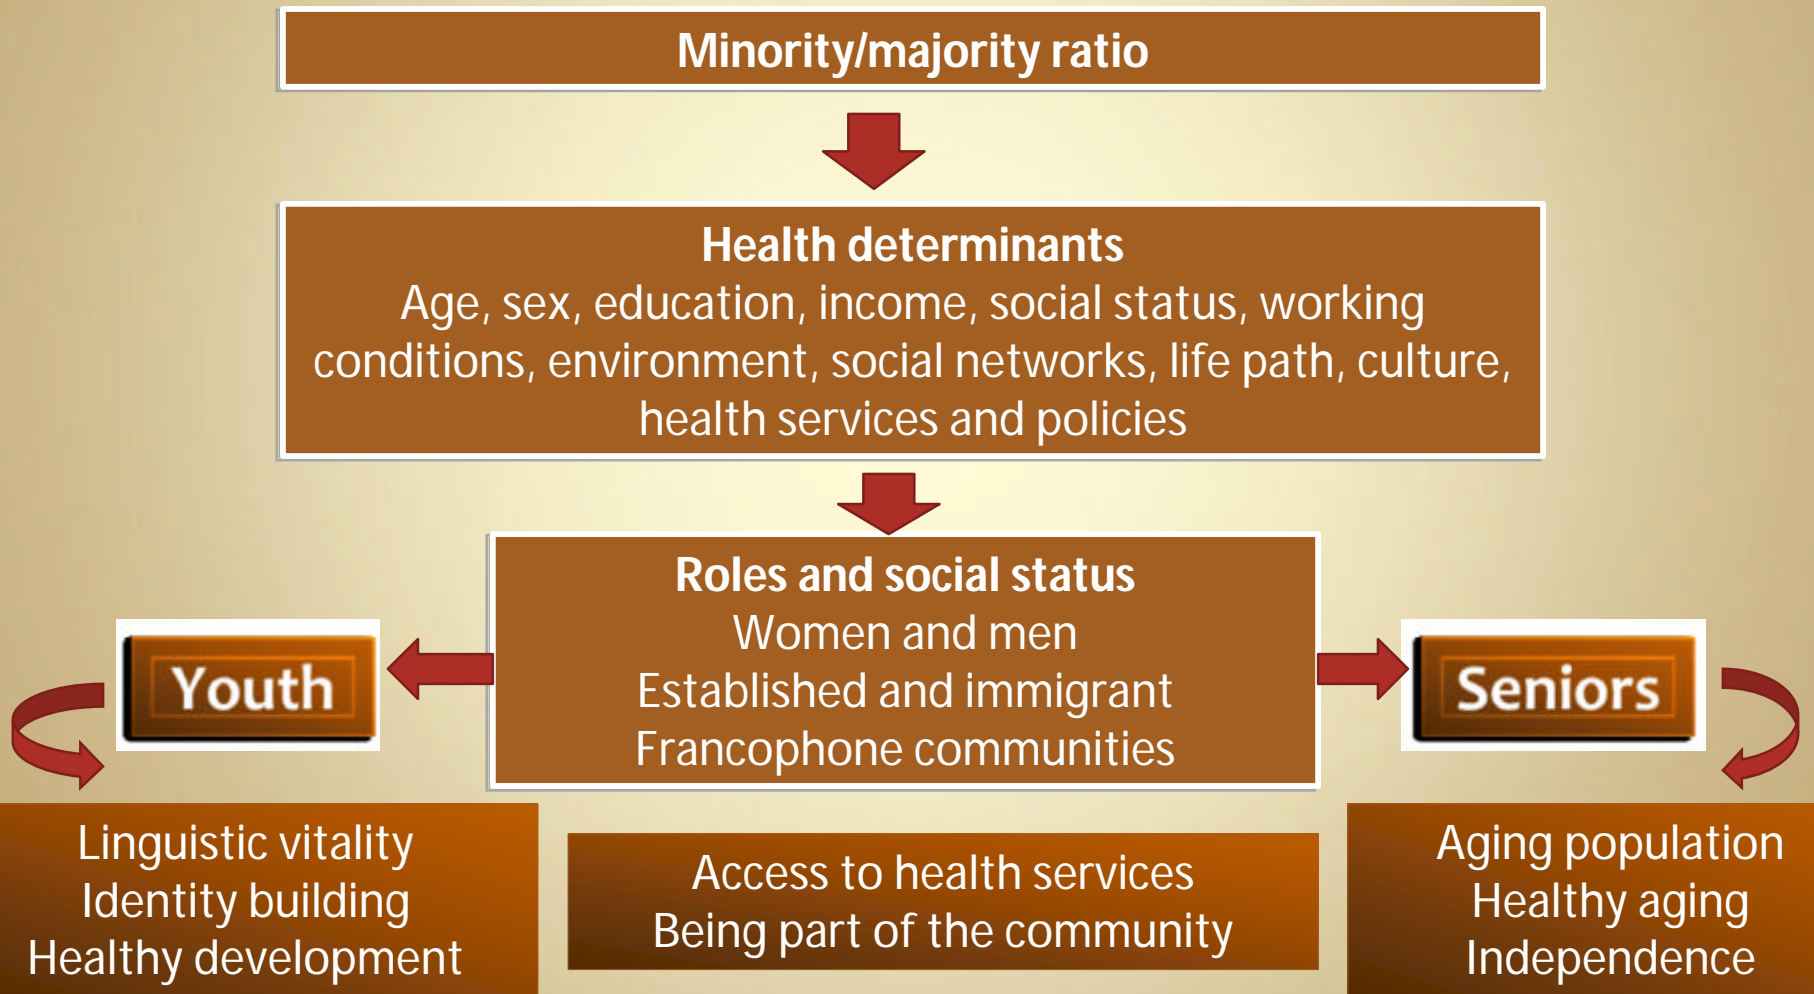 Minority/majority ratio
Health determinants
Age, sex, education, income, social status, working
conditions, environment, social networks, life path, culture,
health services and policies
Roles and social status
Women and men
Established and immigrant
Francophone communities
Youth
Seniors
Linguistic vitality
Identity building
Healthy development
Access to health services
Being part of the community
Aging population
Healthy aging
Independence